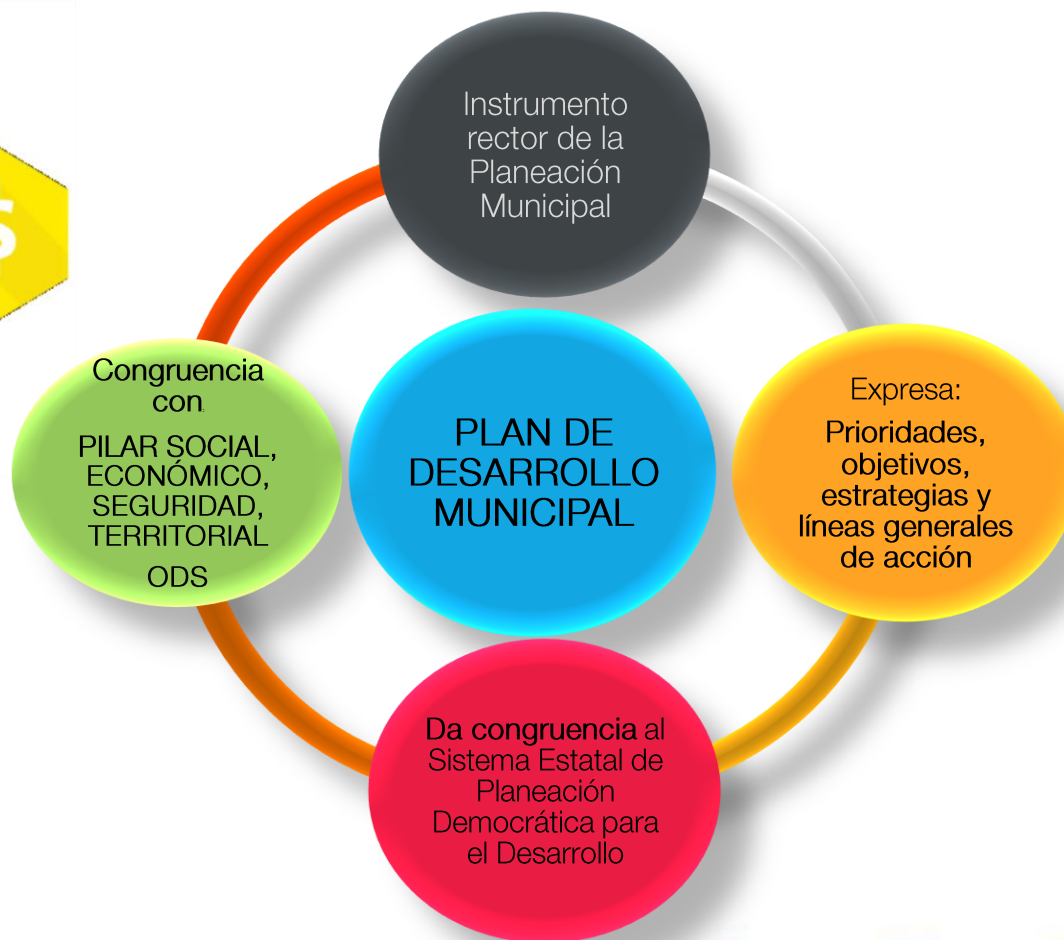 Instrumento
rector de la
Planeación
Municipal
S
Congruencia
con
PILAR SOCIAL,
ECONÓMICO,
SEGURIDAD,
TERRITORIAL
ODS
PLAN DE
DESARROLLO
MUNICIPAL
Expresa:
Prioridades,
objetivos,
estrategias y
líneas generales
de acción
Da congruencia al
Sistema Estatal de
Planeación
Democrática para
el Desarrollo